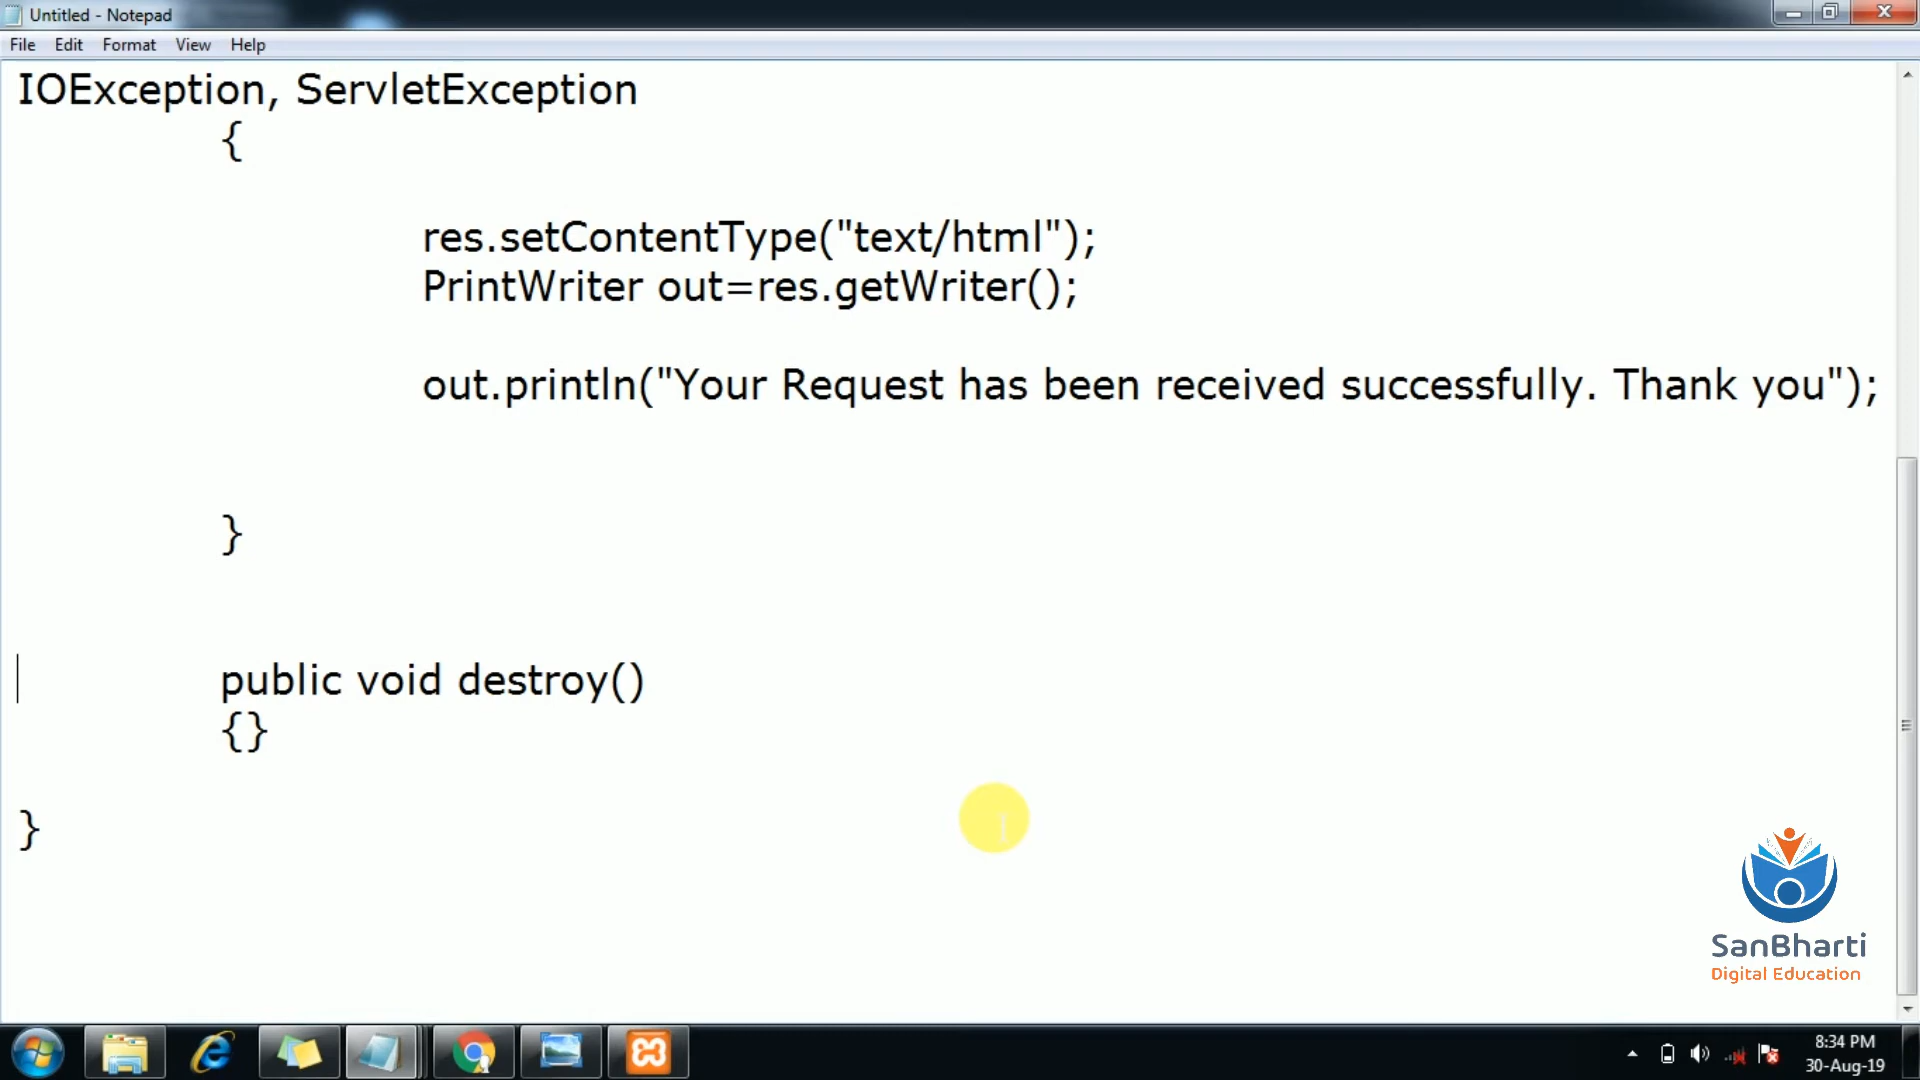 Untitled - Notepad
File Edit Format View Help
IOException, ServletException
{
res.setContentType("text/html");
PrintWriter out=res.getWriter();
out.println("Your Request has been received successfully. Thank you");
}
public void destroy()
{}
}
SanBharti
Digital Education
8:34 PM
30-Aug-19